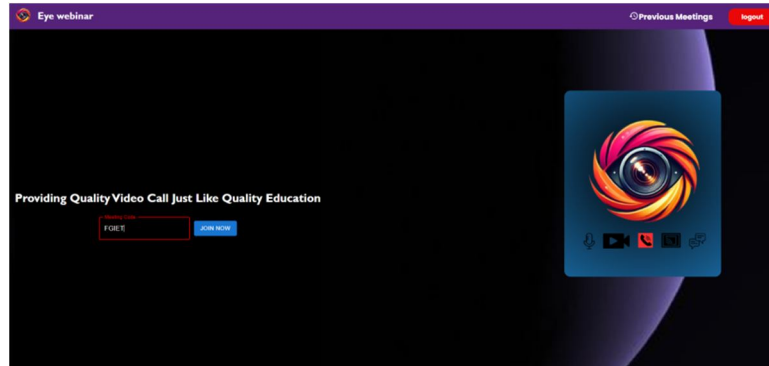 Eye webinar
Previous Meetings
logout
Providing Quality Video Call Just Like Quality Education
Meeting Code
FGIET
JOIN NOW